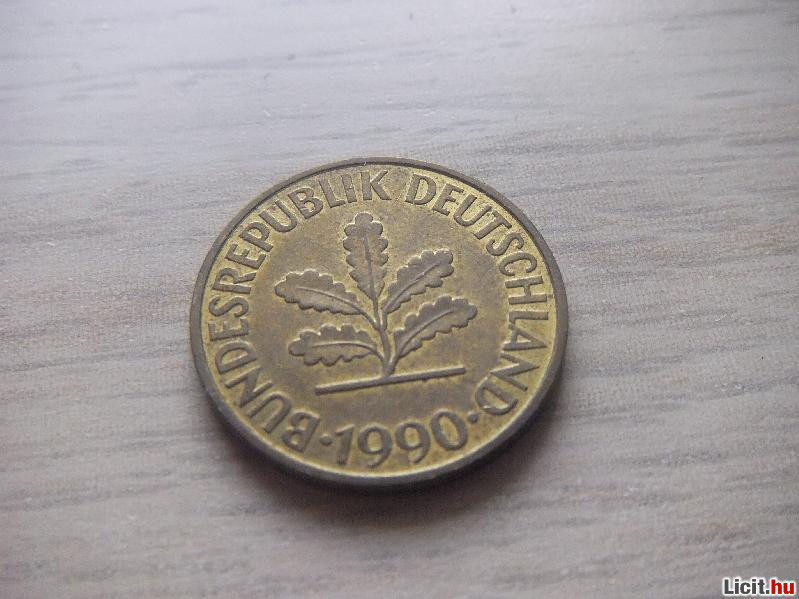 BUNDESREPUBLIK DEUTSCHLAND
·1990·
Licit.hu